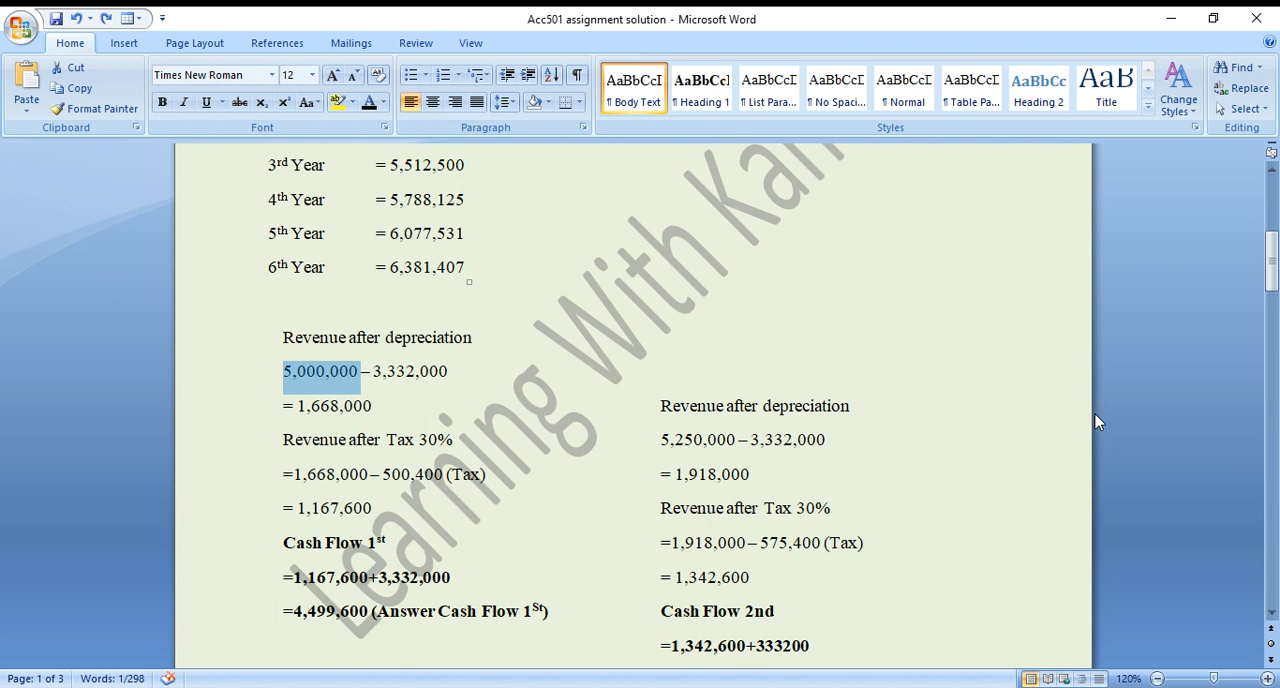 Acc501 assignment solution - Microsoft Word
Home Insert Page Layout References Mailings Review View
Paste
Cut
Copy
Format Painter
Clipboard
Times New Roman 12
Font
Paragraph
AaBbCcI AaBbCcI AaBbCcI AaBbCcI AaBbCcI AaBbCcI AaBbCc AaB
¶ Body Text ¶ Heading 1 ¶ List Para... ¶ No Spaci... ¶ Normal ¶ Table Pa... Heading 2 Title
Styles
Change Styles
Find
Replace
Select
Editing
3rd Year = 5,512,500
4th Year = 5,788,125
5th Year = 6,077,531
6th Year = 6,381,407
Revenue after depreciation
5,000,000 – 3,332,000
= 1,668,000
Revenue after Tax 30%
=1,668,000 – 500,400 (Tax)
= 1,167,600
Cash Flow 1st
=1,167,600+3,332,000
=4,499,600 (Answer Cash Flow 1St)
Revenue after depreciation
5,250,000 – 3,332,000
= 1,918,000
Revenue after Tax 30%
=1,918,000 – 575,400 (Tax)
= 1,342,600
Cash Flow 2nd
=1,342,600+333200
Learning With Kan
Page: 1 of 3 Words: 1/298 120%